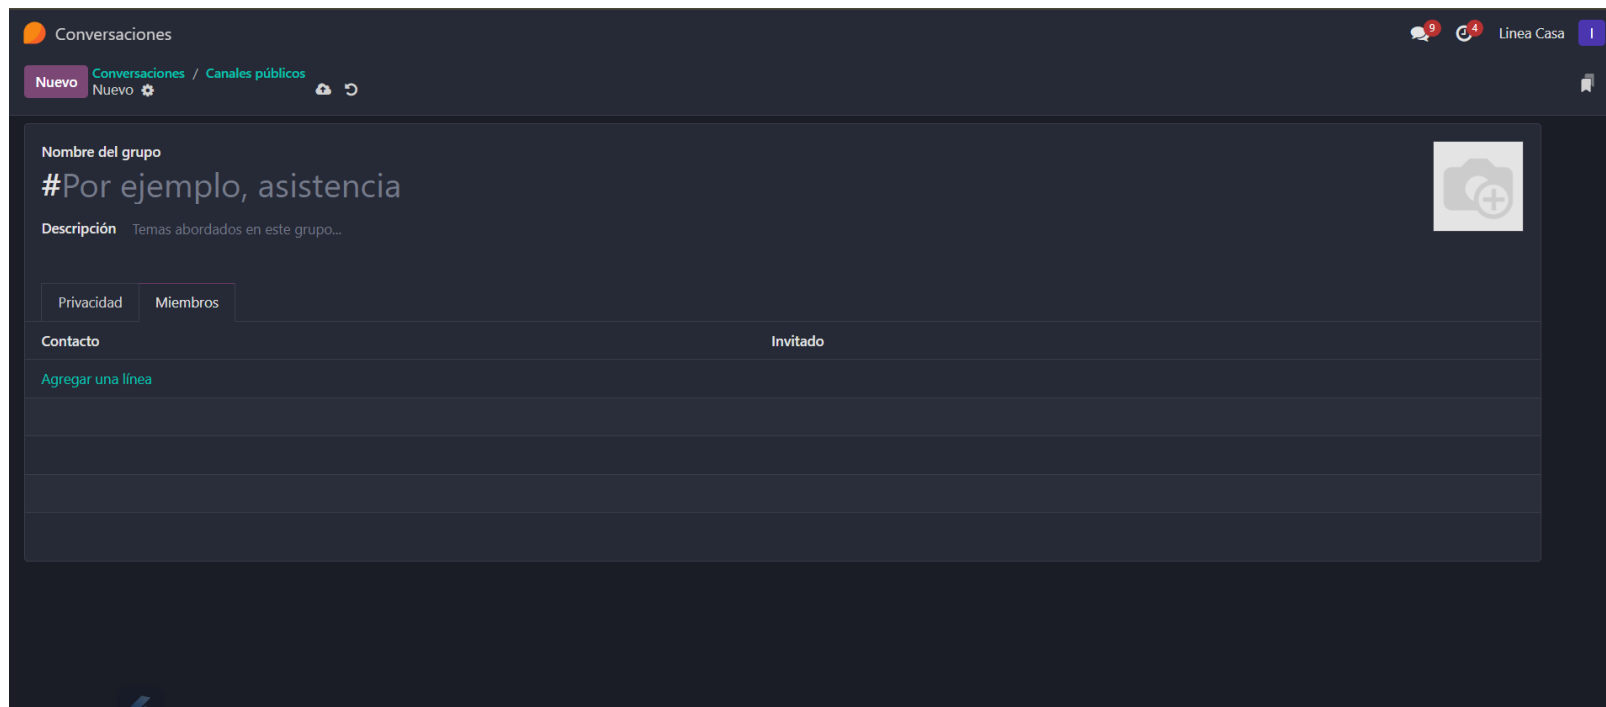 Conversaciones
9
4
Linea Casa
I
Nuevo
Conversaciones / Canales públicos
Nuevo
Nombre del grupo
#Por ejemplo, asistencia
Descripción Temas abordados en este grupo...
Privacidad Miembros
Contacto Invitado
Agregar una línea